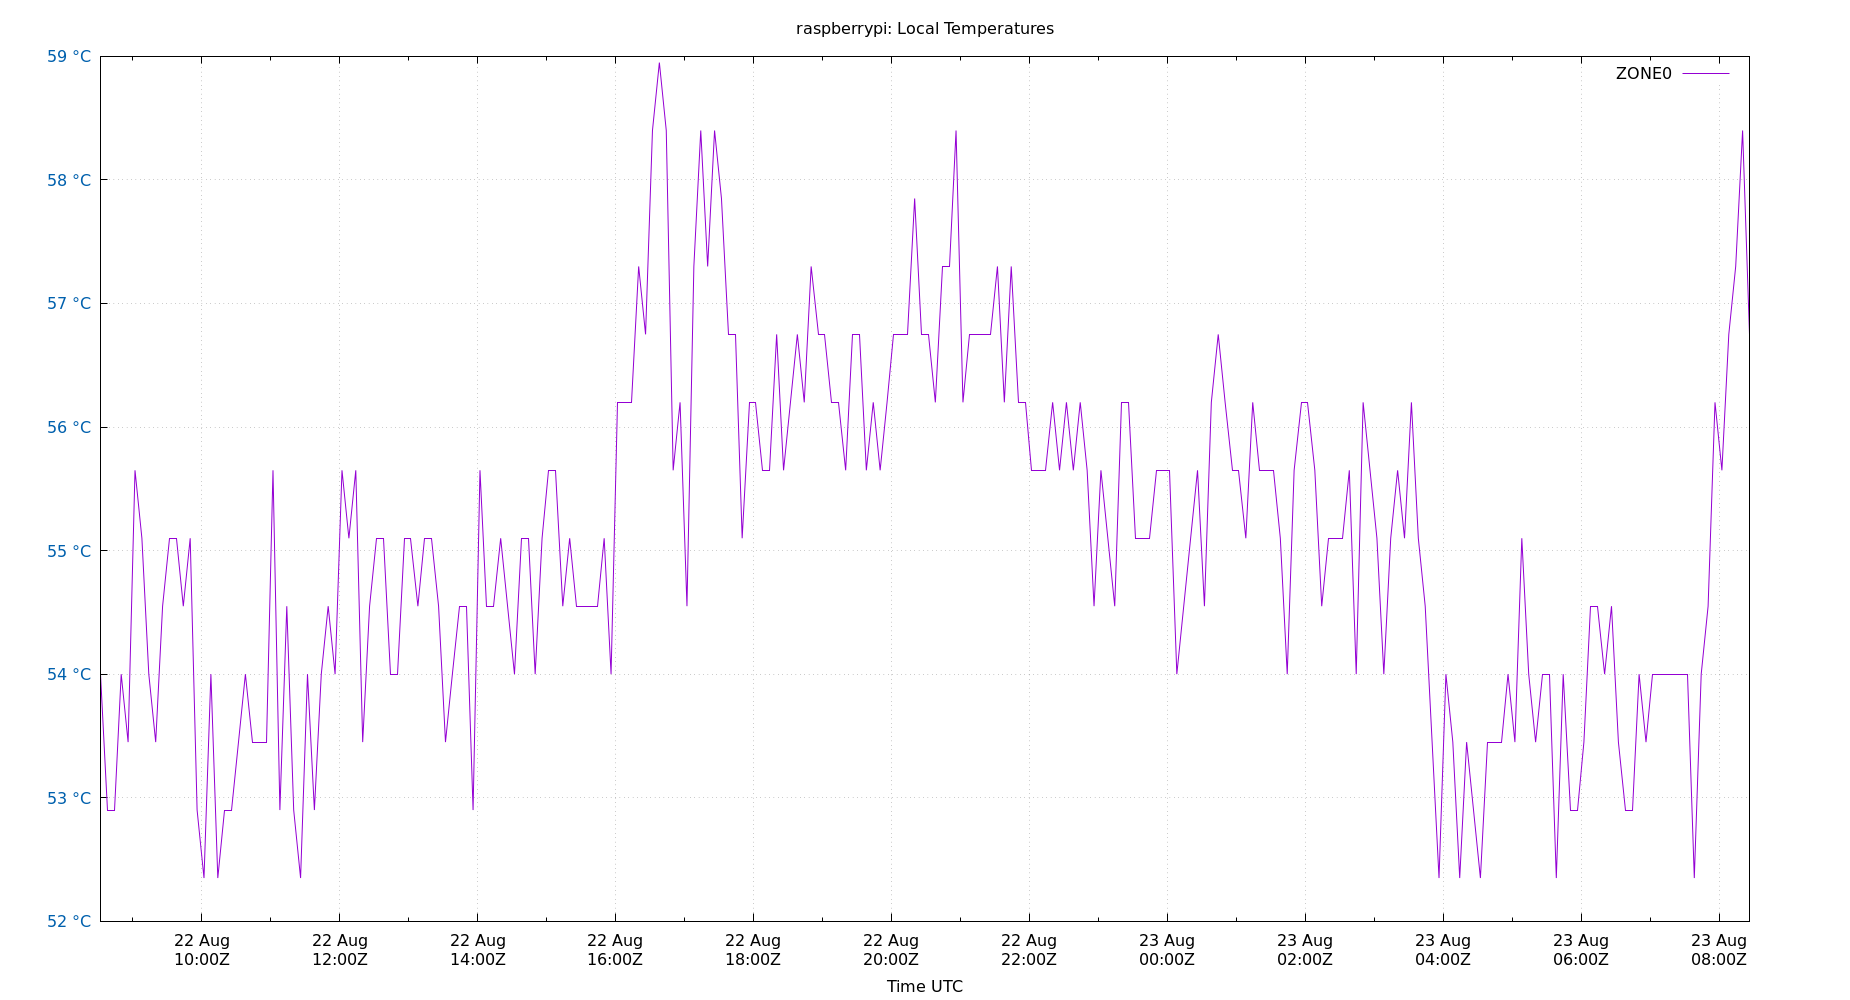 raspberrypi: Local Temperatures
59 °C
ZONE0
58 °C
57 °C
56 °C
55 °C
54 °C
53 °C
52 °C
22 Aug 22 Aug 22 Aug 22 Aug 22 Aug 22 Aug 22 Aug 23 Aug 23 Aug 23 Aug 23 Aug 23 Aug
10:00Z 12:00Z 14:00Z 16:00Z 18:00Z 20:00Z 22:00Z 00:00Z 02:00Z 04:00Z 06:00Z 08:00Z
Time UTC